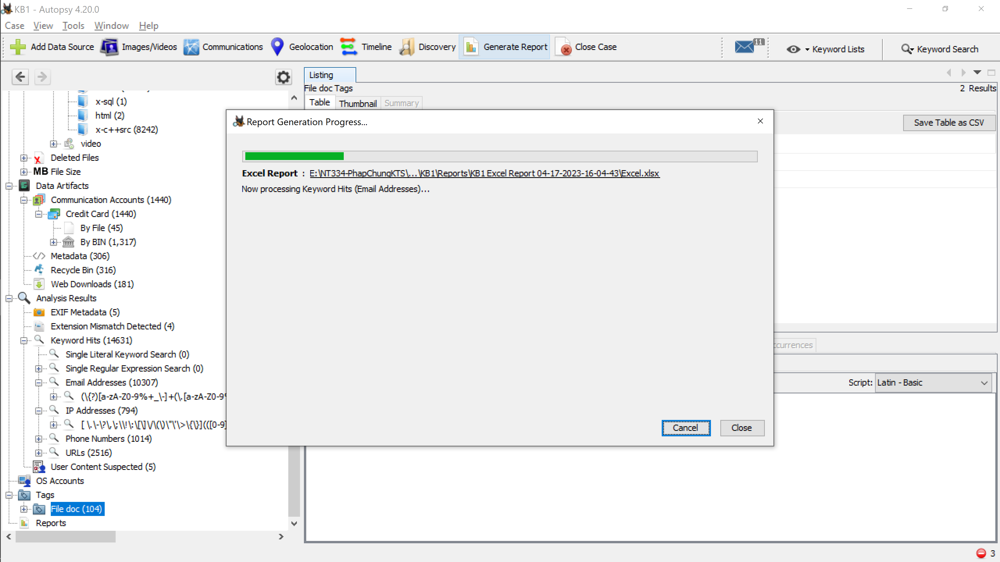 KB1 - Autopsy 4.20.0
Case View Tools Window Help
Add Data Source Images/Videos Communications Geolocation Timeline Discovery Generate Report Close Case 11 Keyword Lists Keyword Search
Listing
File doc Tags 2 Results
Table Thumbnail Summary
Save Table as CSV
x-sql (1)
html (2)
x-c++src (8242)
video
Deleted Files
MB File Size
Data Artifacts
Communication Accounts (1440)
Credit Card (1440)
By File (45)
By BIN (1,317)
Metadata (306)
Recycle Bin (316)
Web Downloads (181)
Analysis Results
EXIF Metadata (5)
Extension Mismatch Detected (4)
Keyword Hits (14631)
Single Literal Keyword Search (0)
Single Regular Expression Search (0)
Email Addresses (10307)
(\{?)[a-zA-Z0-9%+_\-]+(\.[a-zA-Z0-9%
IP Addresses (794)
[ \.\-\?\,\;\\!\:\[\]\/\(\)\"\'\>\{\}](([0-9]
Phone Numbers (1014)
URLs (2516)
User Content Suspected (5)
OS Accounts
Tags
File doc (104)
Reports
Report Generation Progress...
Excel Report : E:\NT334-PhapChungKTS\...\KB1\Reports\KB1 Excel Report 04-17-2023-16-04-43\Excel.xlsx
Now processing Keyword Hits (Email Addresses)...
Cancel Close
ccurrences
Script: Latin - Basic
3